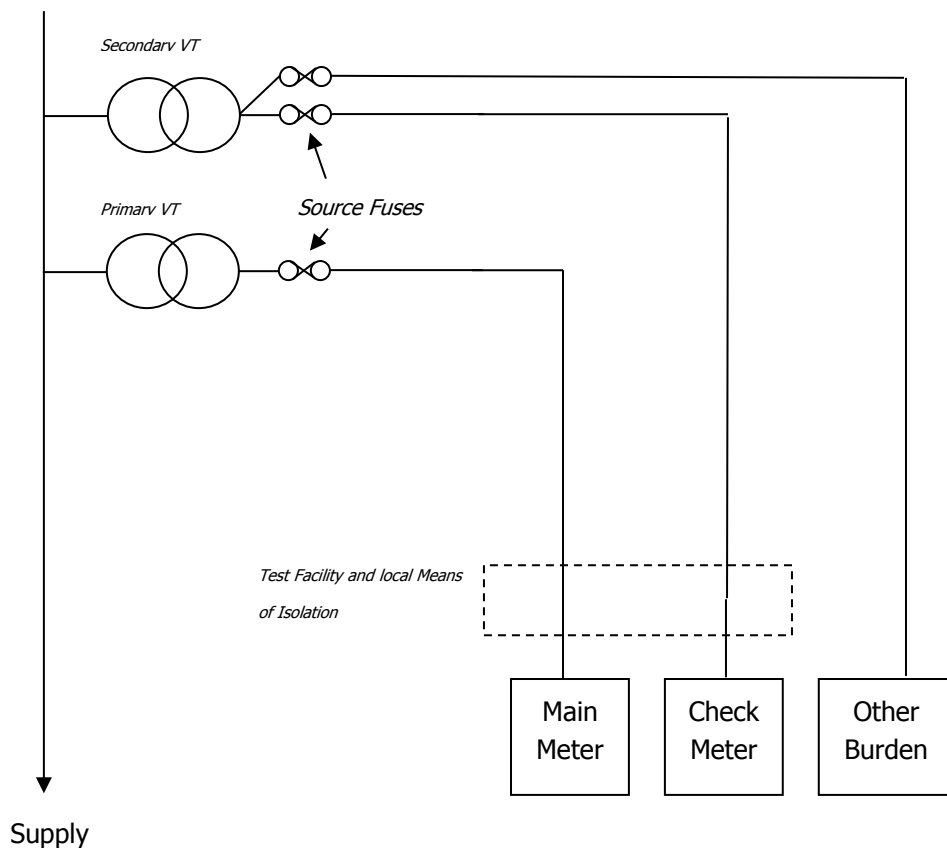 Secondary VT
Primary VT
Source Fuses
Test Facility and local Means
of Isolation
Main
Meter
Check
Meter
Other
Burden
Supply